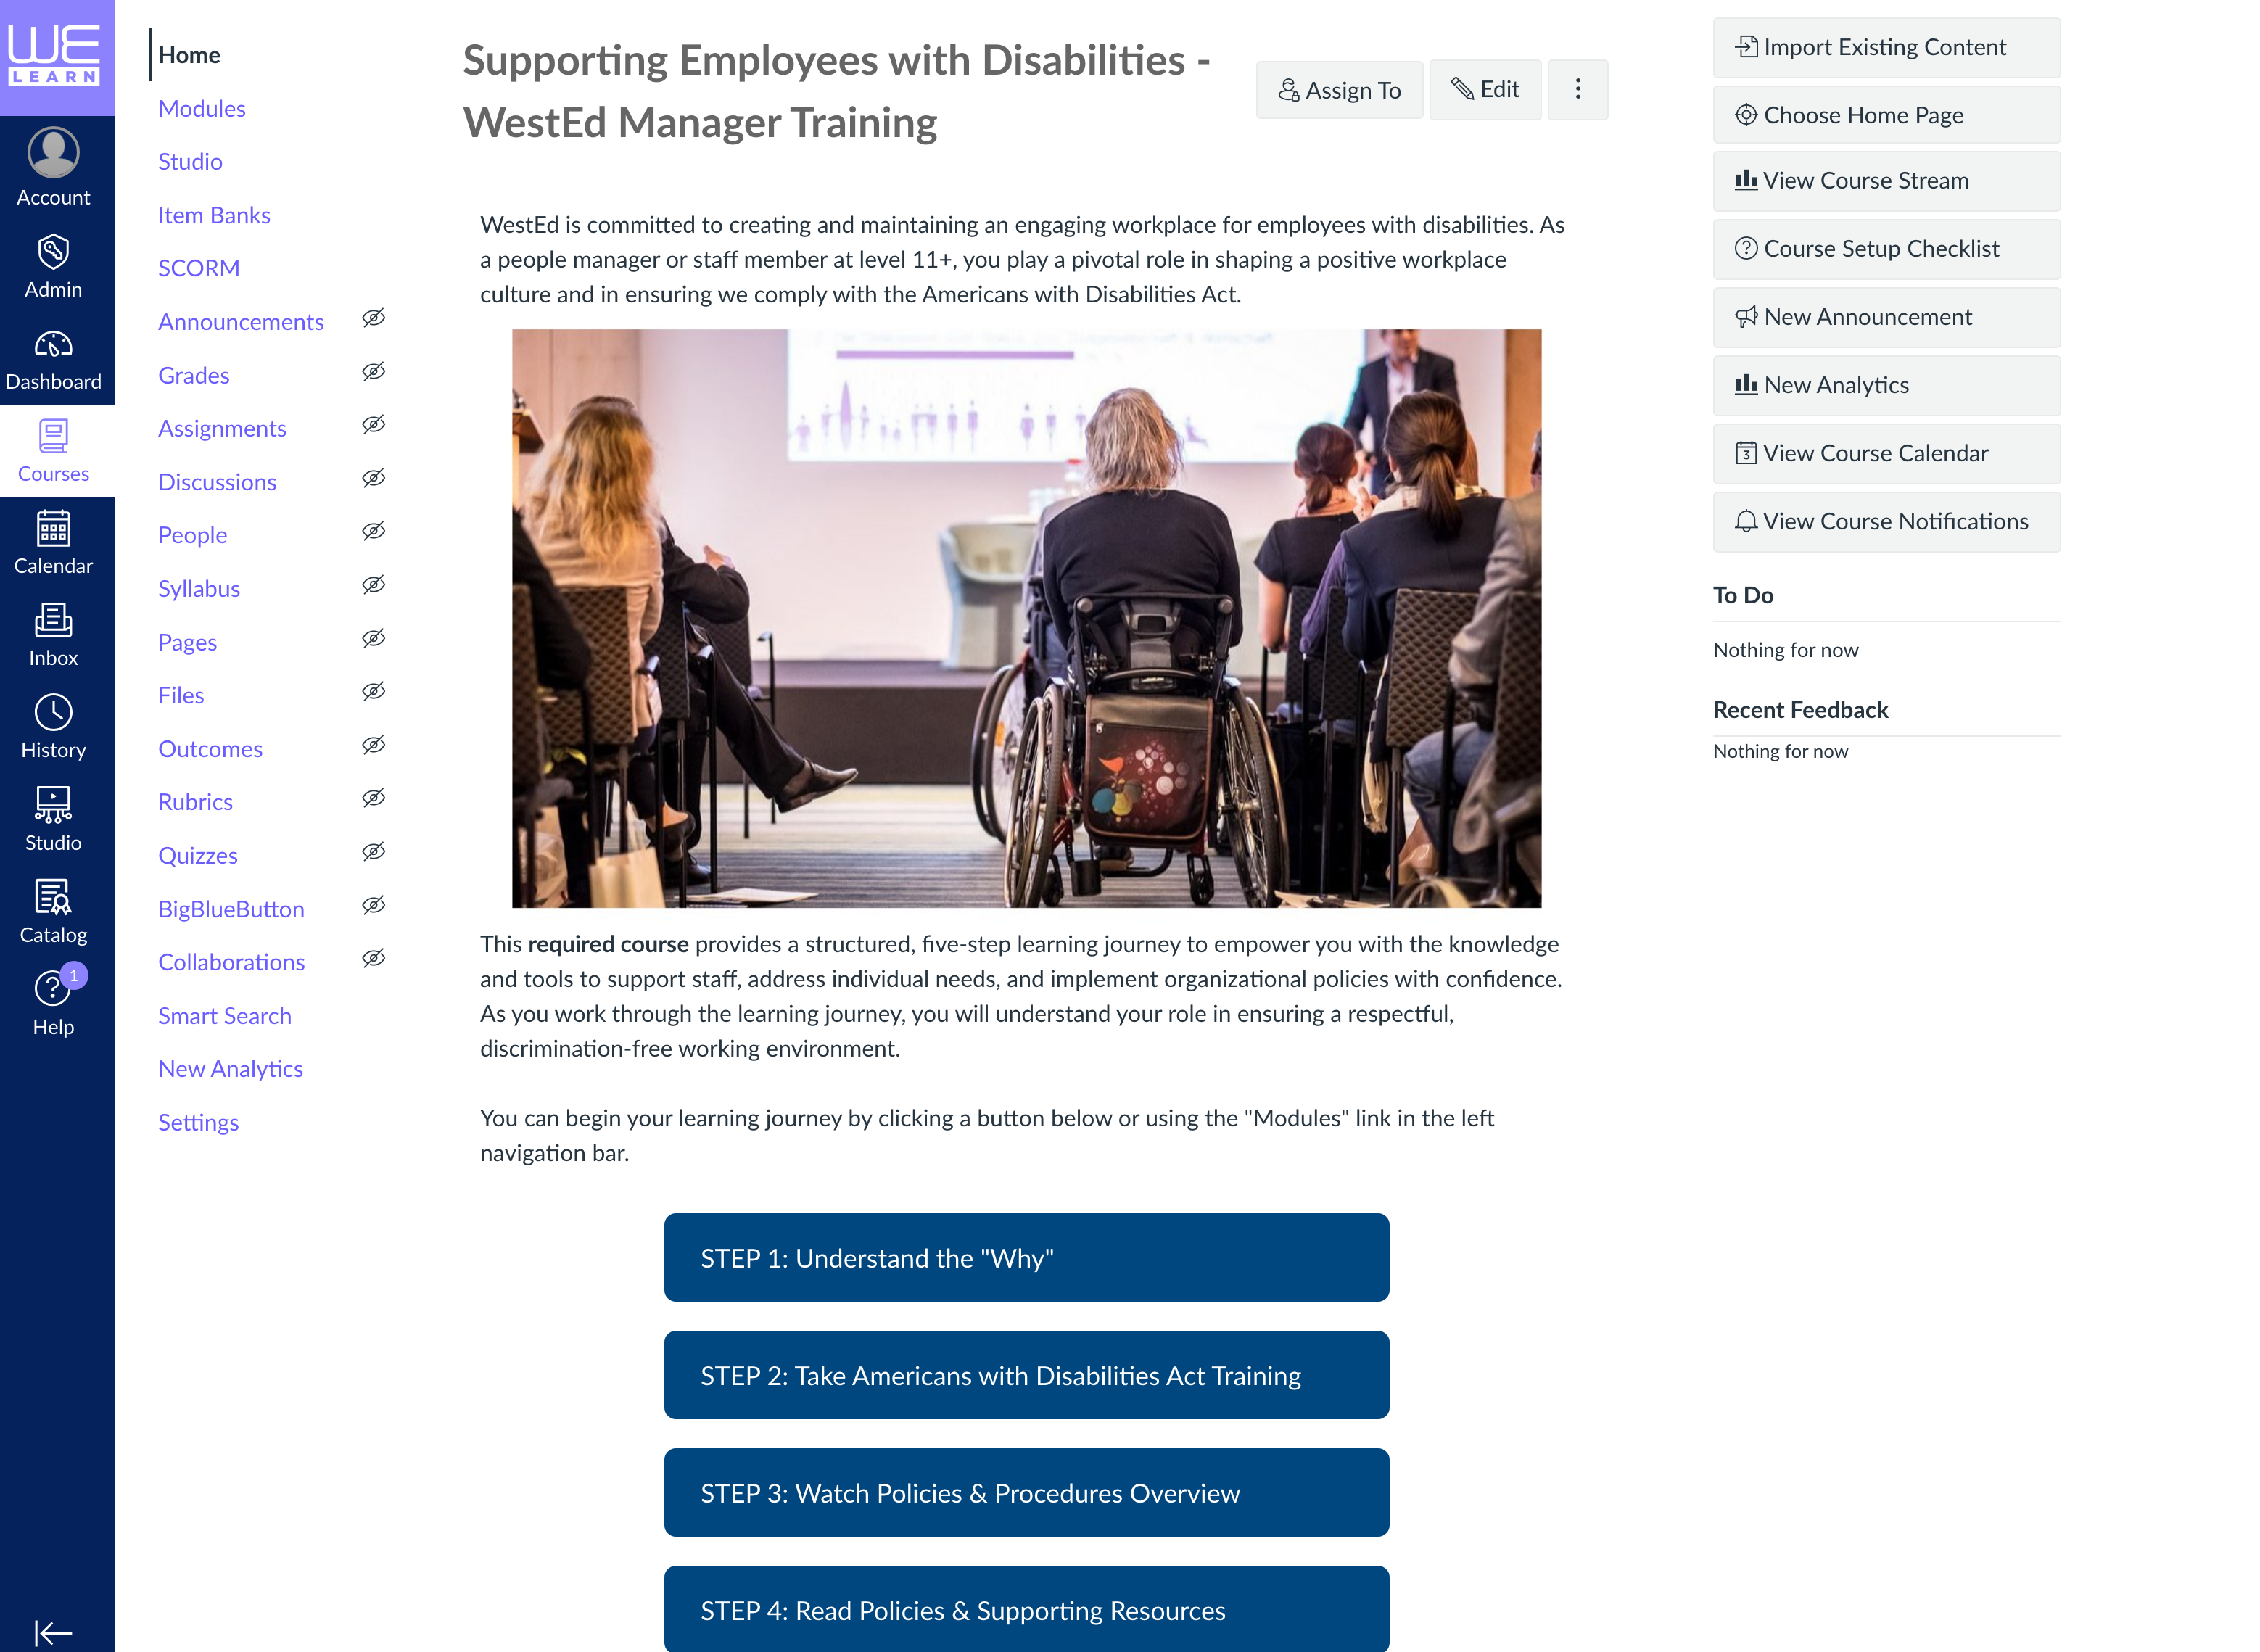 WE
LEARN
Account
Admin
Dashboard
Courses
Calendar
Inbox
History
Studio
Catalog
1
Help
Home
Modules
Studio
Item Banks
SCORM
Announcements
Grades
Assignments
Discussions
People
Syllabus
Pages
Files
Outcomes
Rubrics
Quizzes
BigBlueButton
Collaborations
Smart Search
New Analytics
Settings
Supporting Employees with Disabilities -
WestEd Manager Training
Assign To
Edit
WestEd is committed to creating and maintaining an engaging workplace for employees with disabilities. As
a people manager or staff member at level 11+, you play a pivotal role in shaping a positive workplace
culture and in ensuring we comply with the Americans with Disabilities Act.
This required course provides a structured, five-step learning journey to empower you with the knowledge
and tools to support staff, address individual needs, and implement organizational policies with confidence.
As you work through the learning journey, you will understand your role in ensuring a respectful,
discrimination-free working environment.
You can begin your learning journey by clicking a button below or using the "Modules" link in the left
navigation bar.
STEP 1: Understand the "Why"
STEP 2: Take Americans with Disabilities Act Training
STEP 3: Watch Policies & Procedures Overview
STEP 4: Read Policies & Supporting Resources
Import Existing Content
Choose Home Page
View Course Stream
Course Setup Checklist
New Announcement
New Analytics
3
View Course Calendar
View Course Notifications
To Do
Nothing for now
Recent Feedback
Nothing for now